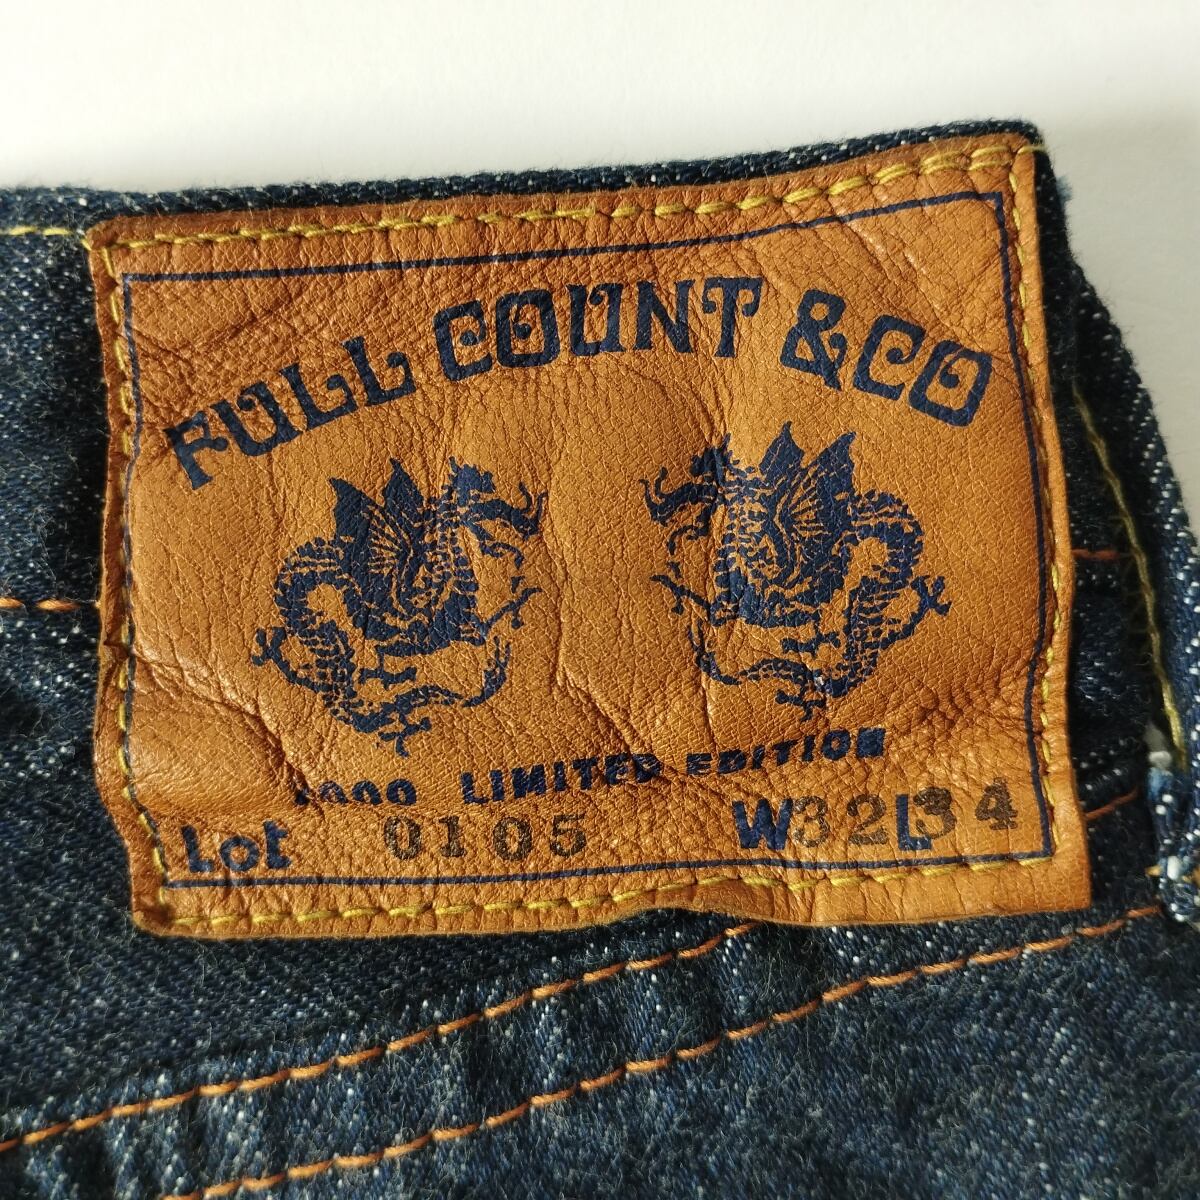 FULL COUNT & CO
LIMITED EDITION
Lot 0105 W32L34